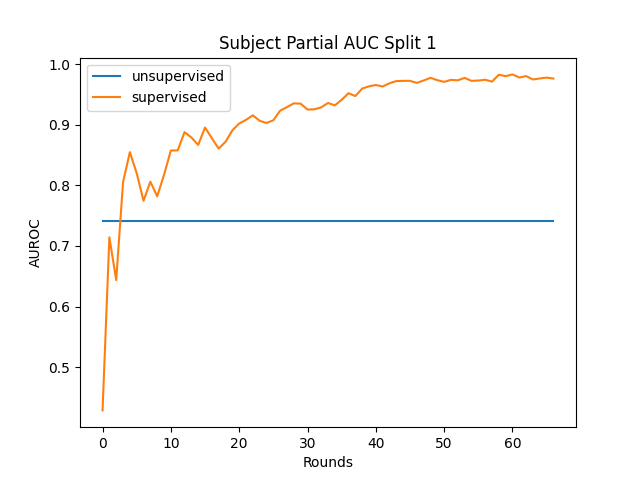 Subject Partial AUC Split 1
unsupervised
supervised
AUROC
1.0
0.9
0.8
0.7
0.6
0.5
0 10 20 30 40 50 60
Rounds